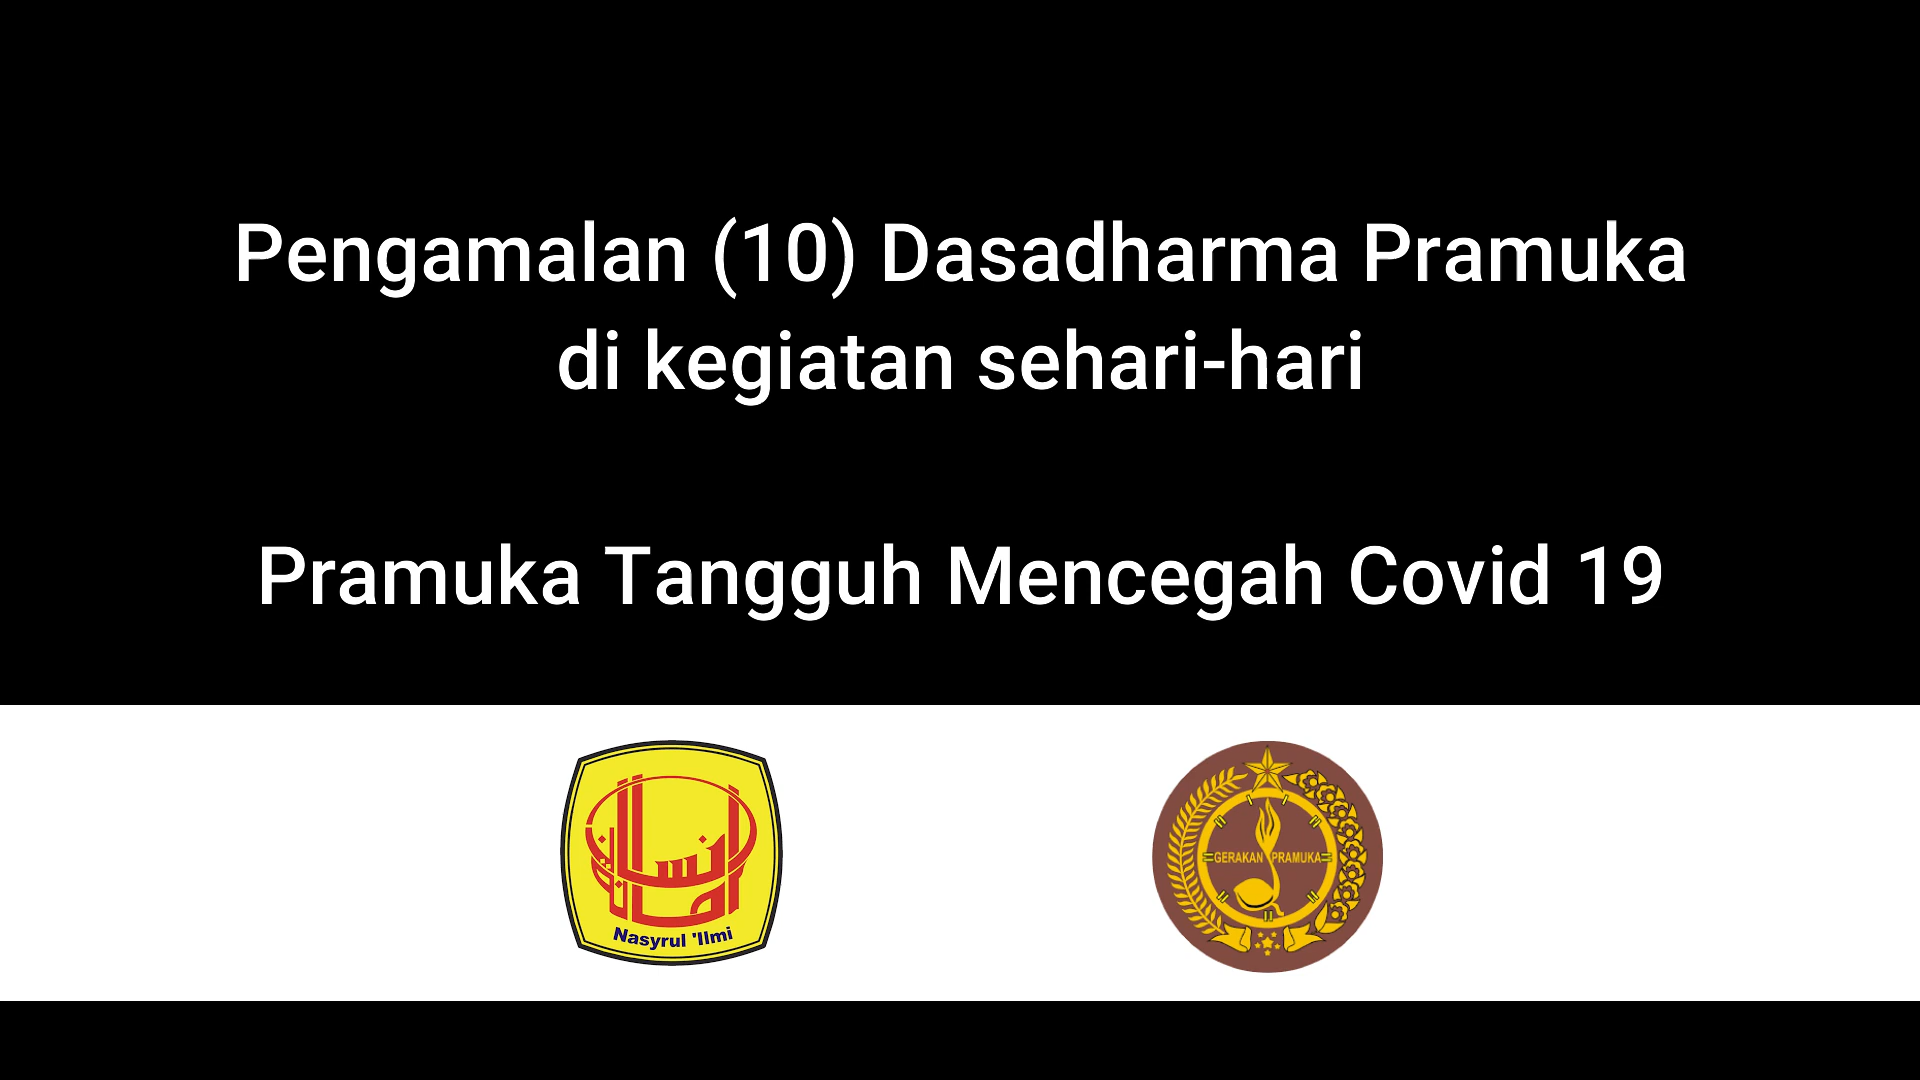 Pengamalan (10) Dasadharma Pramuka
di kegiatan sehari-hari
Pramuka Tangguh Mencegah Covid 19
Nasyrul 'Ilmi
GERAKAN PRAMUKA